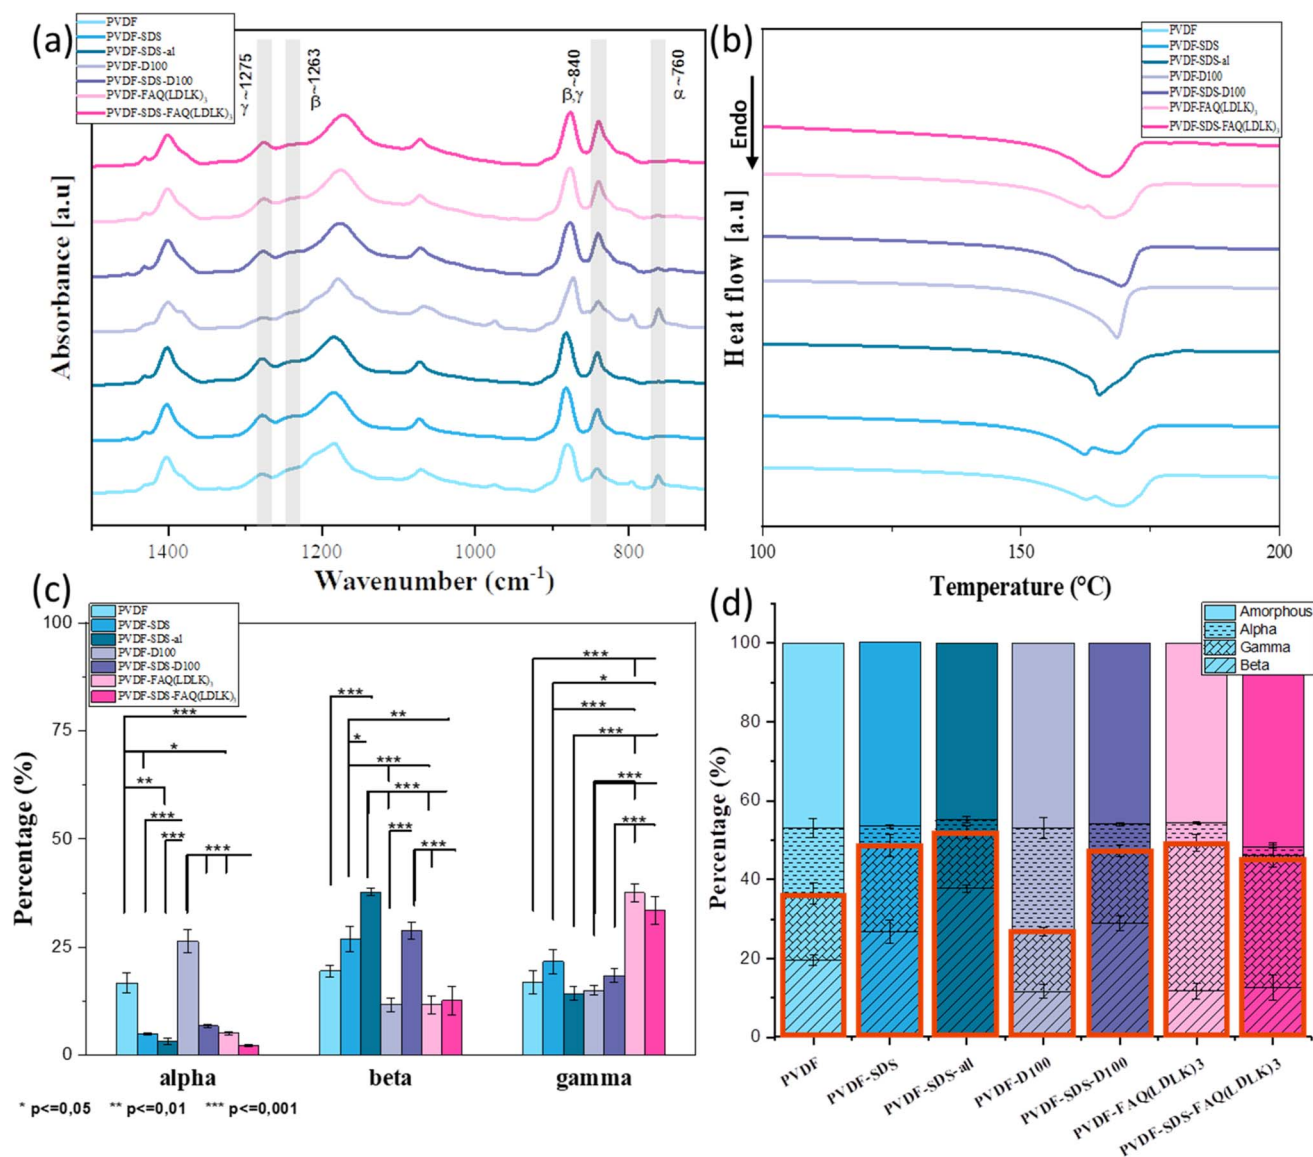 (a)
PVDF
PVDF-SDS
PVDF-SDS-al
PVDF-D100
PVDF-SDS-D100
PVDF-FAQ(LDLK)₃
PVDF-SDS-FAQ(LDLK)₃
γ ~1275
β~1263
β,γ ~840
α ~760
Absorbance [a.u]
1400
1200
1000
800
Wavenumber (cm⁻¹)
(b)
PVDF
PVDF-SDS
PVDF-SDS-al
PVDF-D100
PVDF-SDS-D100
PVDF-FAQ(LDLK)₃
PVDF-SDS-FAQ(LDLK)₃
Endo
Heat flow [a.u]
100
150
200
Temperature (°C)
(c)
PVDF
PVDF-SDS
PVDF-SDS-al
PVDF-D100
PVDF-SDS-D100
PVDF-FAQ(LDLK)₃
PVDF-SDS-FAQ(LDLK)₃
Percentage (%)
100
75
50
25
0
***
*
**
***
***
***
***
**
*
***
***
***
***
***
*
***
***
***
***
alpha
beta
gamma
* p<=0,05 ** p<=0,01 *** p<=0,001
(d)
Amorphous
Alpha
Gamma
Beta
Percentage (%)
100
80
60
40
20
0
PVDF
PVDF-SDS
PVDF-SDS-all
PVDF-D100
PVDF-SDS-D100
PVDF-FAQ(LDLK)3
PVDF-SDS-FAQ(LDLK)3